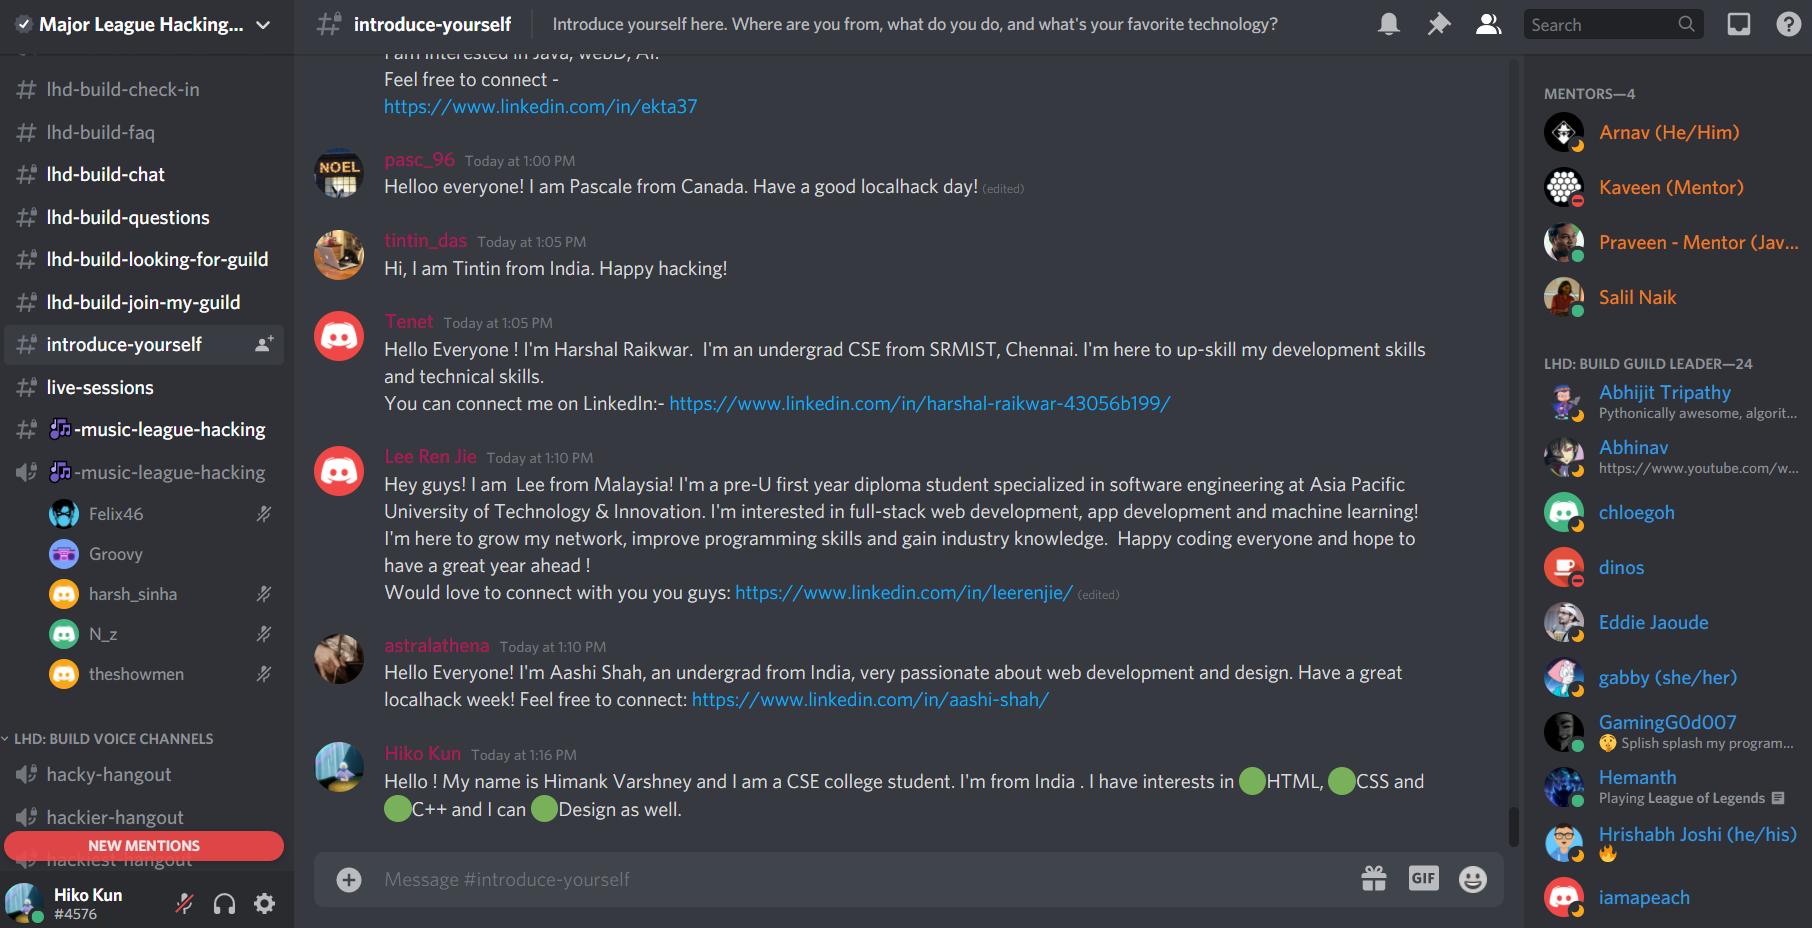 Major League Hacking...
lhd-build-check-in
lhd-build-faq
lhd-build-chat
lhd-build-questions
lhd-build-looking-for-guild
lhd-build-join-my-guild
introduce-yourself
live-sessions
🎶-music-league-hacking
🎶-music-league-hacking
Felix46
Groovy
harsh_sinha
N_z
theshowmen
LHD: BUILD VOICE CHANNELS
hacky-hangout
hackier-hangout
NEW MENTIONS
hackiest-hangout
Hiko Kun
#4576
introduce-yourself
Introduce yourself here. Where are you from, what do you do, and what's your favorite technology?
Search
I am interested in Java, webD, AI.
Feel free to connect -
https://www.linkedin.com/in/ekta37
NOEL
pasc_96 Today at 1:00 PM
Helloo everyone! I am Pascale from Canada. Have a good localhack day! (edited)
tintin_das Today at 1:05 PM
Hi, I am Tintin from India. Happy hacking!
Tenet Today at 1:05 PM
Hello Everyone ! I'm Harshal Raikwar.  I'm an undergrad CSE from SRMIST, Chennai. I'm here to up-skill my development skills
and technical skills.
You can connect me on LinkedIn:- https://www.linkedin.com/in/harshal-raikwar-43056b199/
Lee Ren Jie Today at 1:10 PM
Hey guys! I am  Lee from Malaysia! I'm a pre-U first year diploma student specialized in software engineering at Asia Pacific
University of Technology & Innovation. I'm interested in full-stack web development, app development and machine learning!
I'm here to grow my network, improve programming skills and gain industry knowledge.  Happy coding everyone and hope to
have a great year ahead !
Would love to connect with you you guys: https://www.linkedin.com/in/leerenjie/ (edited)
astralathena Today at 1:10 PM
Hello Everyone! I'm Aashi Shah, an undergrad from India, very passionate about web development and design. Have a great
localhack week! Feel free to connect: https://www.linkedin.com/in/aashi-shah/
Hiko Kun Today at 1:16 PM
Hello ! My name is Himank Varshney and I am a CSE college student. I'm from India . I have interests in 🟢HTML, 🟢CSS and
🟢C++ and I can 🟢Design as well.
Message #introduce-yourself
GIF
MENTORS—4
Arnav (He/Him)
Kaveen (Mentor)
Praveen - Mentor (Jav...
Salil Naik
LHD: BUILD GUILD LEADER—24
Abhijit Tripathy
Pythonically awesome, algorit...
Abhinav
https://www.youtube.com/w...
chloegoh
dinos
Eddie Jaoude
gabby (she/her)
GamingG0d007
🤫 Splish splash my program...
Hemanth
Playing League of Legends
Hrishabh Joshi (he/his)
🔥
iamapeach